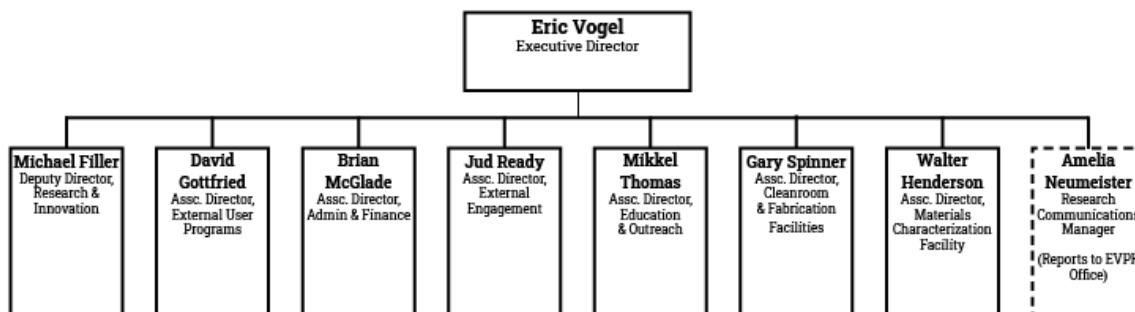 Eric Vogel
Executive Director
Michael Filler
Deputy Director,
Research &
Innovation
David
Gottfried
Assc. Director,
External User
Programs
Brian
McGlade
Assc. Director,
Admin & Finance
Jud Ready
Assc. Director,
External
Engagement
Mikkel
Thomas
Assc. Director,
Education
& Outreach
Gary Spinner
Assc. Director,
Cleanroom
& Fabrication
Facilities
Walter
Henderson
Assc. Director,
Materials
Characterization
Facility
Amelia
Neumeister
Research
Communications
Manager
(Reports to EVPR
Office)